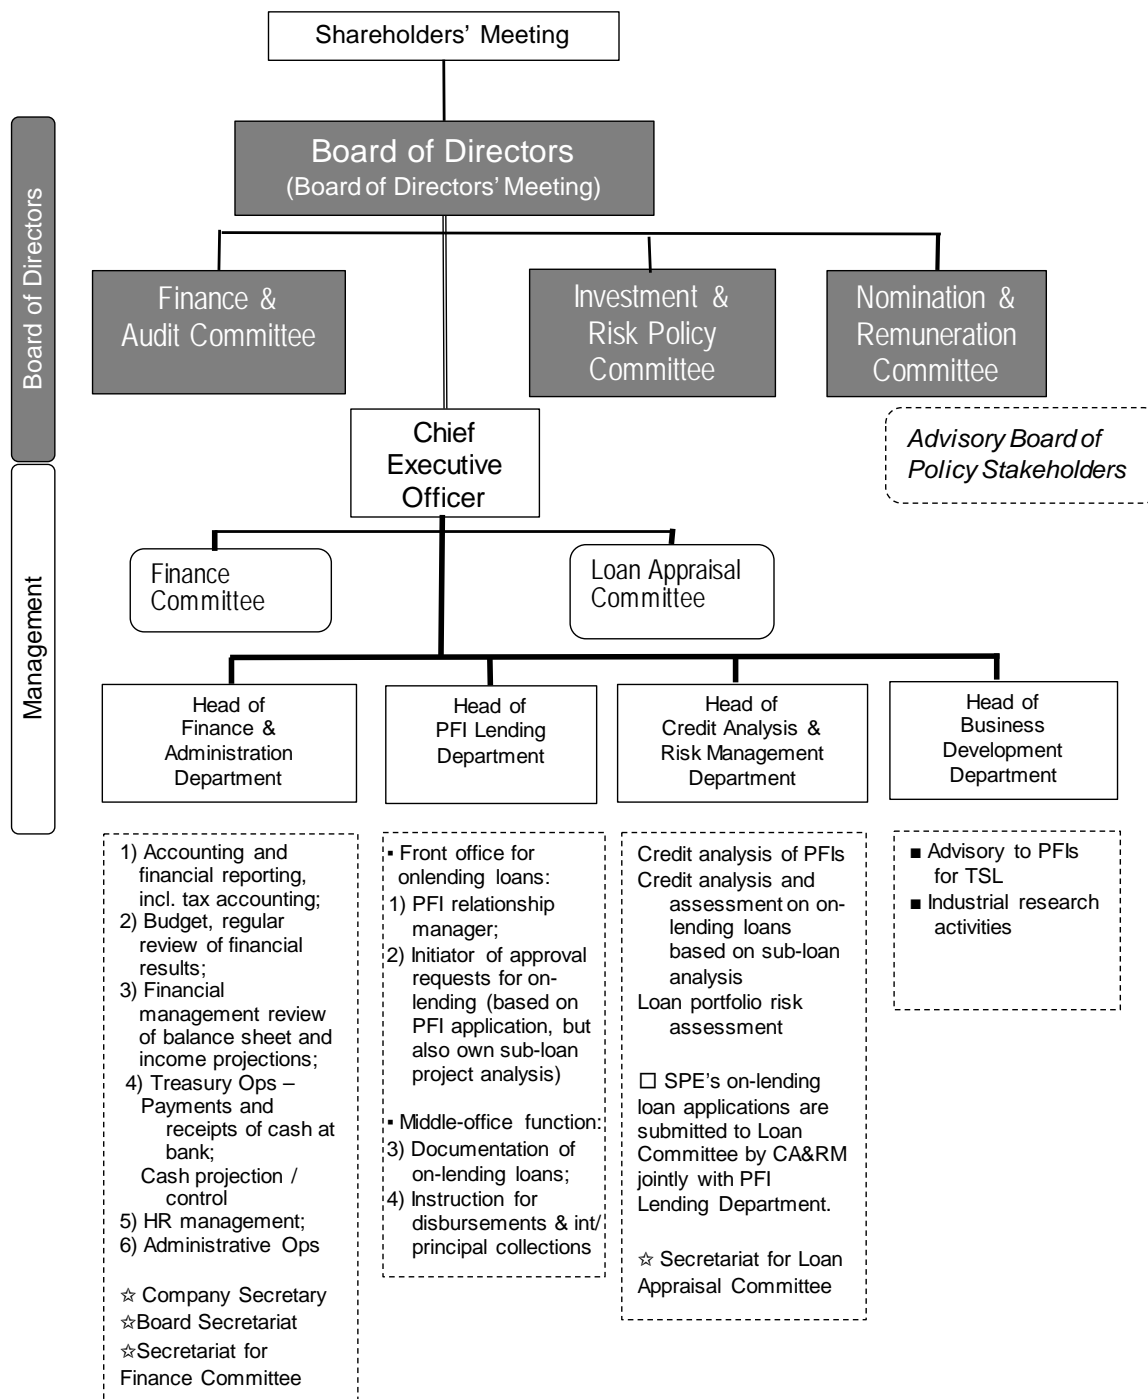 Shareholders' Meeting
Board of Directors
(Board of Directors' Meeting)
Board of Directors
Finance &
Audit Committee
Investment &
Risk Policy
Committee
Nomination &
Remuneration
Committee
Chief
Executive
Officer
Advisory Board of
Policy Stakeholders
Management
Finance
Committee
Loan Appraisal
Committee
Head of
Finance &
Administration
Department
Head of
PFI Lending
Department
Head of
Credit Analysis &
Risk Management
Department
Head of
Business
Development
Department
1) Accounting and
financial reporting,
incl. tax accounting;
2) Budget, regular
review of financial
results;
3) Financial
management review
of balance sheet and
income projections;
4) Treasury Ops –
Payments and
receipts of cash at
bank;
Cash projection /
control
5) HR management;
6) Administrative Ops
☆ Company Secretary
☆Board Secretariat
☆Secretariat for
Finance Committee
▪ Front office for
onlending loans:
1) PFI relationship
manager;
2) Initiator of approval
requests for on-
lending (based on
PFI application, but
also own sub-loan
project analysis)
▪ Middle-office function:
3) Documentation of
on-lending loans;
4) Instruction for
disbursements & int/
principal collections
Credit analysis of PFIs
Credit analysis and
assessment on on-
lending loans
based on sub-loan
analysis
Loan portfolio risk
assessment
□ SPE's on-lending
loan applications are
submitted to Loan
Committee by CA&RM
jointly with PFI
Lending Department.
☆ Secretariat for Loan
Appraisal Committee
■ Advisory to PFIs
for TSL
■ Industrial research
activities